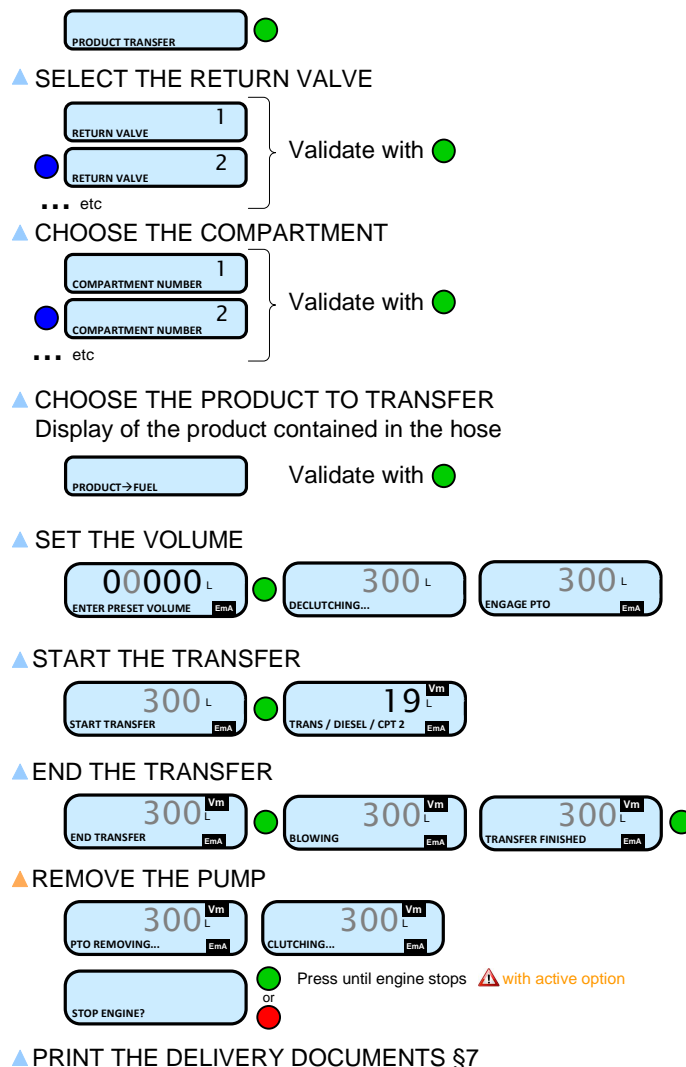 PRODUCT TRANSFER
SELECT THE RETURN VALVE
1
RETURN VALVE
Validate with
2
RETURN VALVE
... etc
CHOOSE THE COMPARTMENT
1
COMPARTMENT NUMBER
Validate with
2
COMPARTMENT NUMBER
... etc
CHOOSE THE PRODUCT TO TRANSFER
Display of the product contained in the hose
PRODUCT→FUEL
Validate with
SET THE VOLUME
00000 L
ENTER PRESET VOLUME EmA
300 L
DECLUTCHING...
300 L
ENGAGE PTO EmA
START THE TRANSFER
300 L
START TRANSFER EmA
19 L Vm
TRANS / DIESEL / CPT 2 EmA
END THE TRANSFER
300 L Vm
END TRANSFER EmA
300 L Vm
BLOWING EmA
300 L Vm
TRANSFER FINISHED EmA
REMOVE THE PUMP
300 L Vm
PTO REMOVING... EmA
300 L Vm
CLUTCHING... EmA
STOP ENGINE?
Press until engine stops with active option
or
PRINT THE DELIVERY DOCUMENTS §7